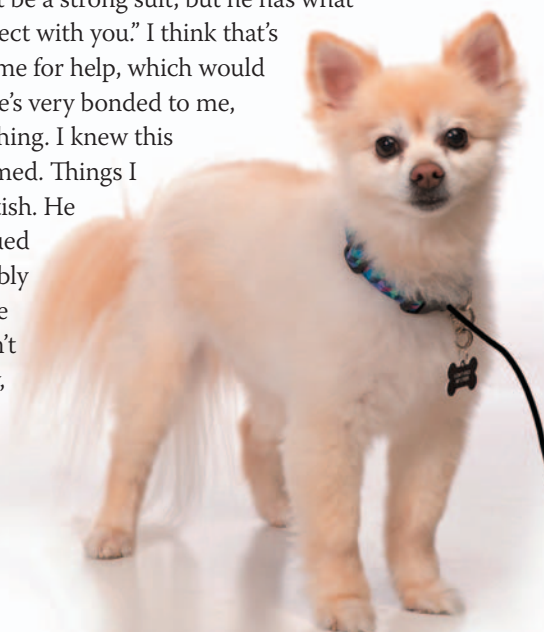 t be a strong suit, but he has what
ect with you.” I think that’s
me for help, which would
e’s very bonded to me,
hing. I knew this
ned. Things I
ish. He
ued
bly
e
n’t
,